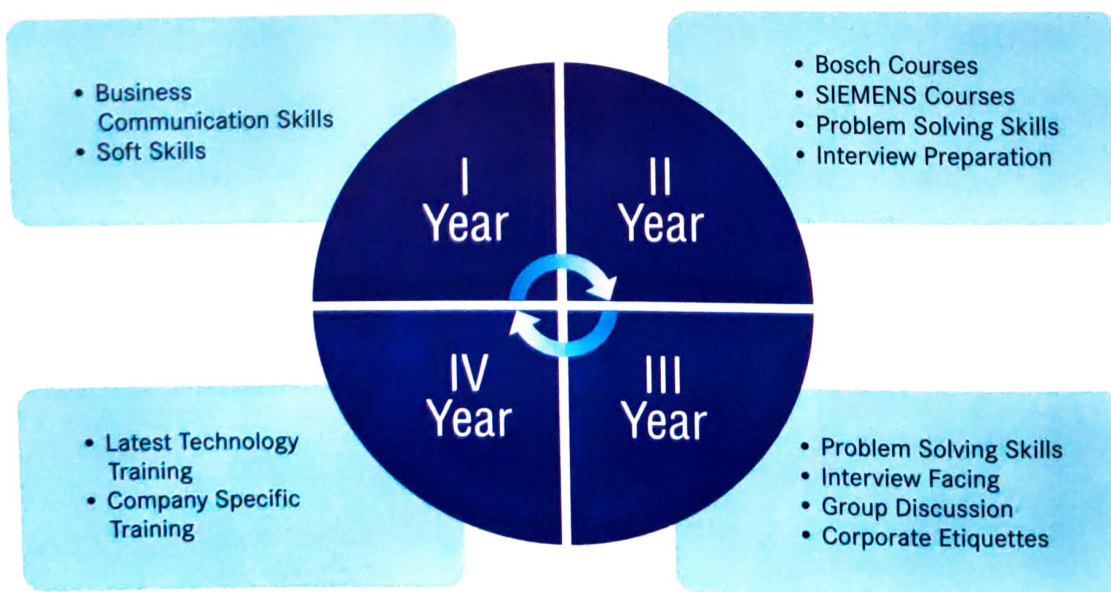 • Business
Communication Skills
• Soft Skills
I
Year
II
Year
• Bosch Courses
• SIEMENS Courses
• Problem Solving Skills
• Interview Preparation
IV
Year
• Latest Technology
Training
• Company Specific
Training
III
Year
• Problem Solving Skills
• Interview Facing
• Group Discussion
• Corporate Etiquettes